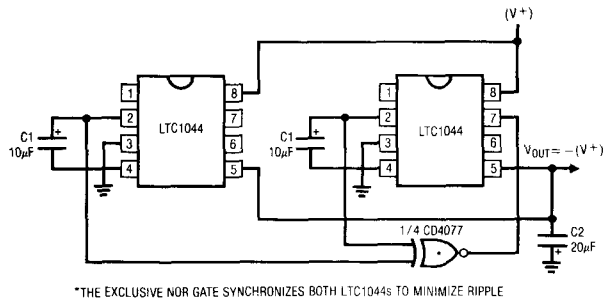 (V+)
1 8
2 LTC1044 7
3 6
4 5
C1
10µF
+
1 8
2 LTC1044 7
3 6
4 5
C1
10µF
+
VOUT = −(V+)
1/4 CD4077
+
C2
20µF
*THE EXCLUSIVE NOR GATE SYNCHRONIZES BOTH LTC1044s TO MINIMIZE RIPPLE